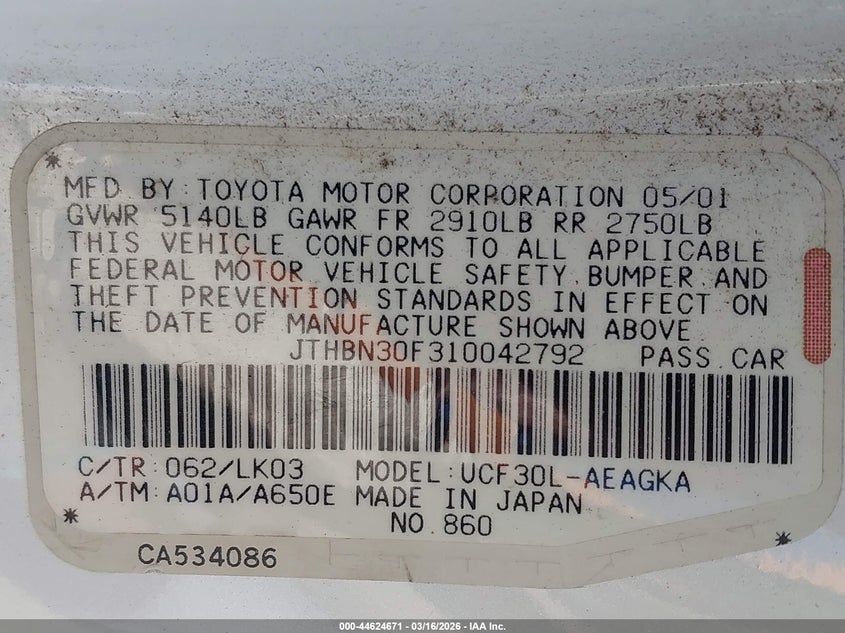 MFD BY: TOYOTA MOTOR CORPORATION 05/01
GVWR 5140LB GAWR FR 2910LB RR 2750LB
THIS VEHICLE CONFORMS TO ALL APPLICABLE
FEDERAL MOTOR VEHICLE SAFETY, BUMPER, AND
THEFT PREVENTION STANDARDS IN EFFECT ON
THE DATE OF MANUFACTURE SHOWN ABOVE
JTHBN30F310042792 PASS. CAR
C/TR: 062/LK03 MODEL: UCF30L-AEAGKA
A/TM: A01A/A650E MADE IN JAPAN
NO. 860
CA534086
000-44624671 - 03/16/2026 - IAA Inc.